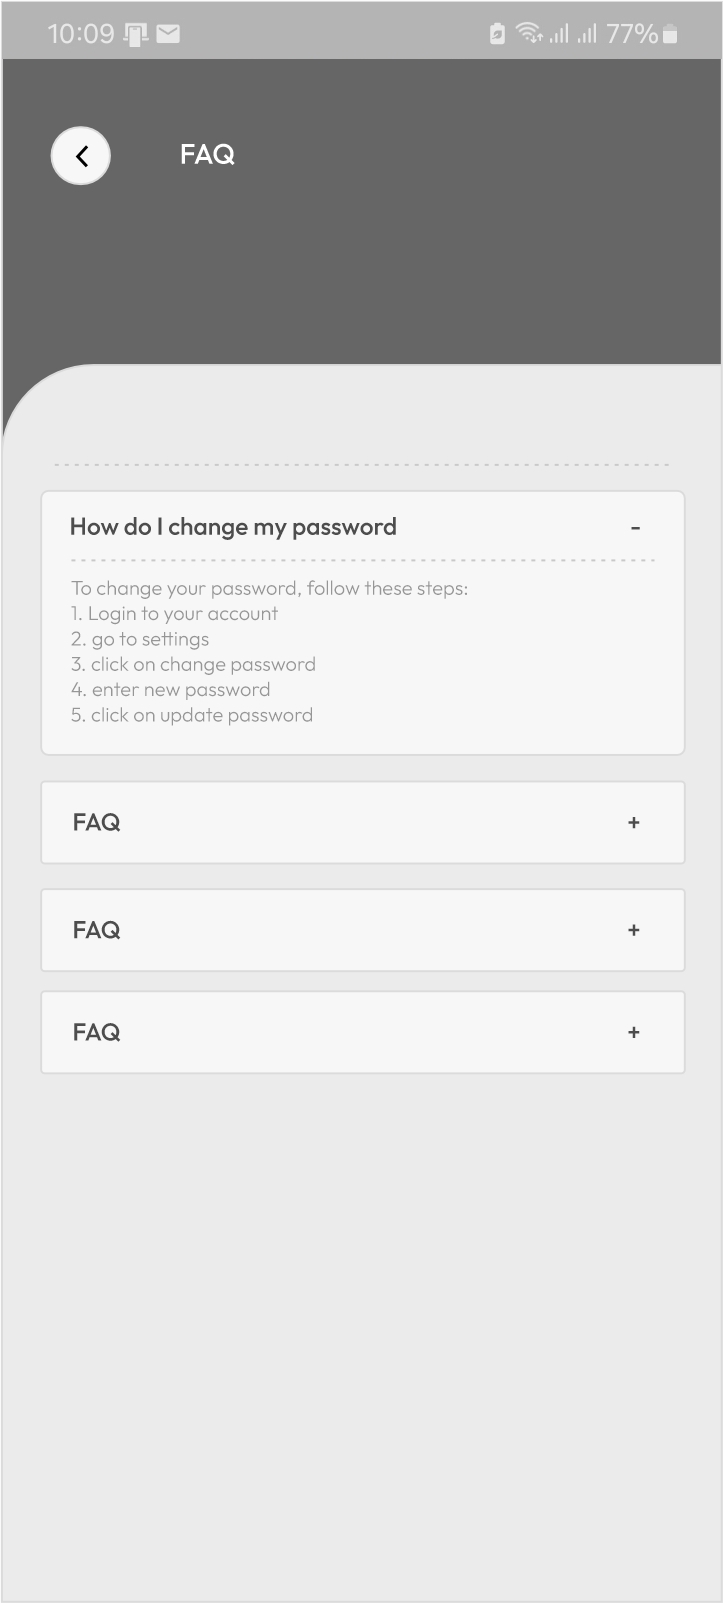 10:09 77%
FAQ
How do I change my password -
To change your password, follow these steps:
1. Login to your account
2. go to settings
3. click on change password
4. enter new password
5. click on update password
FAQ +
FAQ +
FAQ +